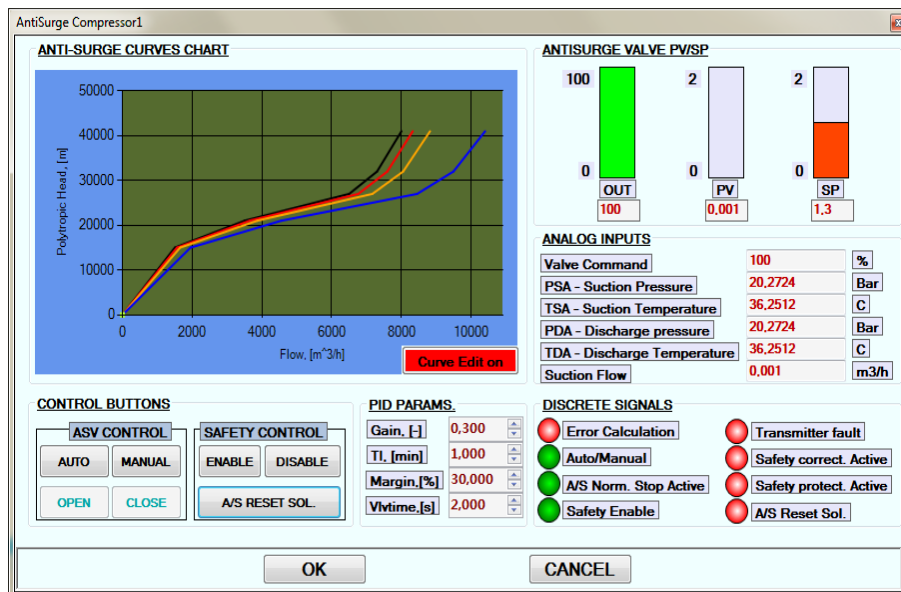 AntiSurge Compressor1
ANTI-SURGE CURVES CHART
50000
40000
30000
20000
10000
0
Polytropic Head, [m]
0 2000 4000 6000 8000 10000
Flow, [m^3/h]
Curve Edit on
ANTISURGE VALVE PV/SP
100 2 2
0 0 0
OUT PV SP
100 0,001 1,3
ANALOG INPUTS
Valve Command 100 %
PSA - Suction Pressure 20,2724 Bar
TSA - Suction Temperature 36,2512 C
PDA - Discharge pressure 20,2724 Bar
TDA - Discharge Temperature 36,2512 C
Suction Flow 0,001 m3/h
CONTROL BUTTONS
ASV CONTROL
AUTO MANUAL
OPEN CLOSE
SAFETY CONTROL
ENABLE DISABLE
A/S RESET SOL.
PID PARAMS.
Gain, [-] 0,300
TI, [min] 1,000
Margin,[%] 30,000
Vlvtime,[s] 2,000
DISCRETE SIGNALS
Error Calculation Transmitter fault
Auto/Manual Safety correct. Active
A/S Norm. Stop Active Safety protect. Active
Safety Enable A/S Reset Sol.
OK CANCEL